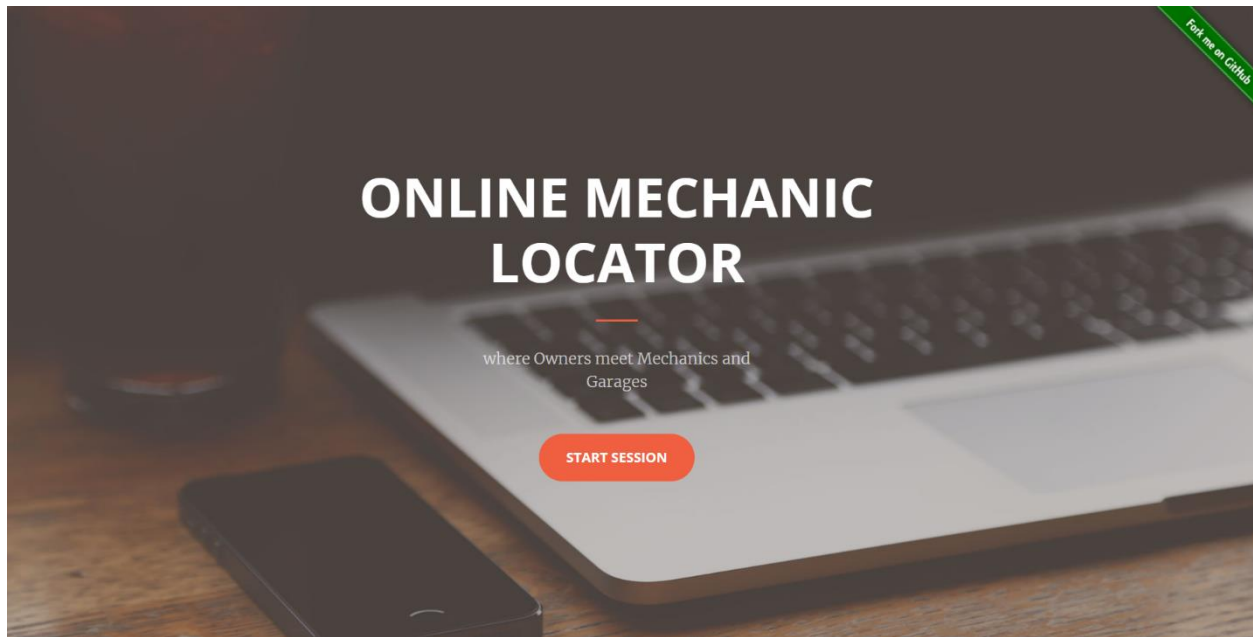 Fork me on GitHub
ONLINE MECHANIC
LOCATOR
where Owners meet Mechanics and
Garages
START SESSION